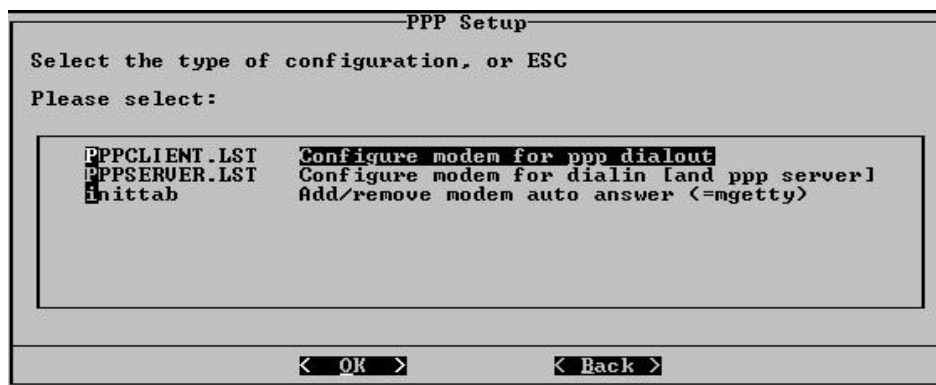 PPP Setup
Select the type of configuration, or ESC
Please select:
PPPCLIENT.LST Configure modem for ppp dialout
PPPSERVER.LST Configure modem for dialin [and ppp server]
inittab Add/remove modem auto answer (=mgetty)
< OK > < Back >